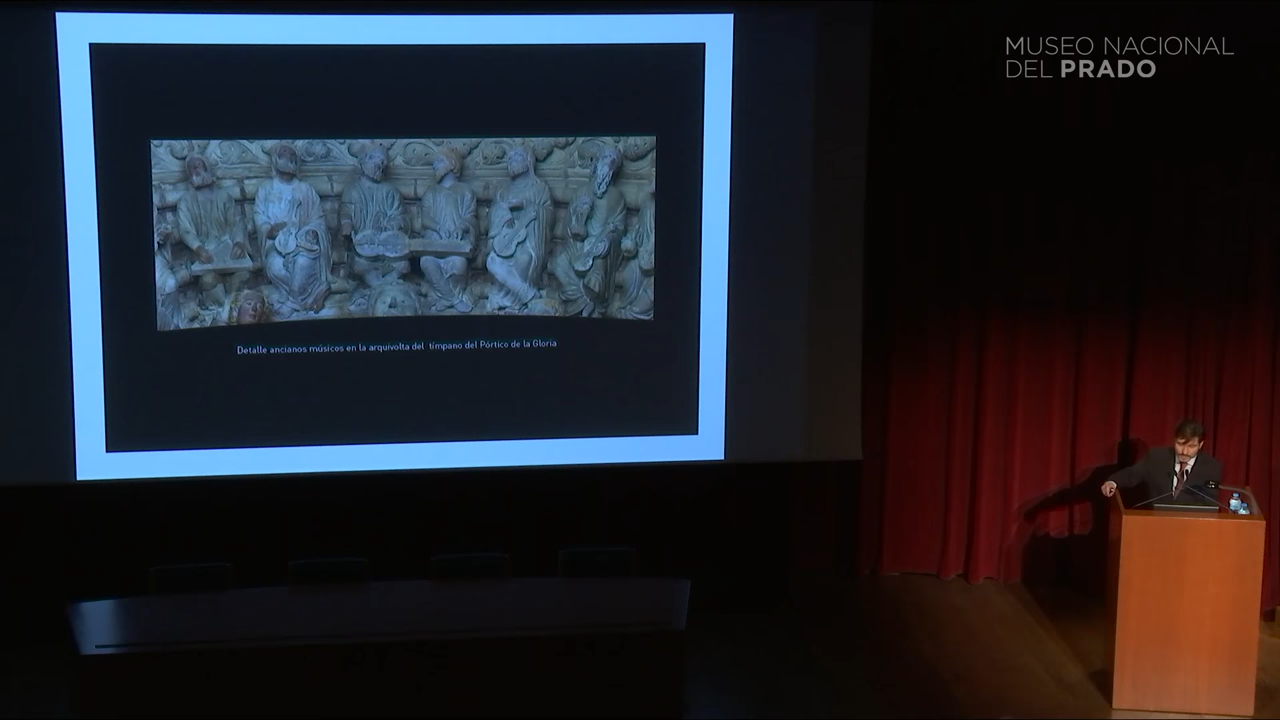 MUSEO NACIONAL
DEL PRADO
Detalle ancianos músicos en la arquivolta del tímpano del Pórtico de la Gloria